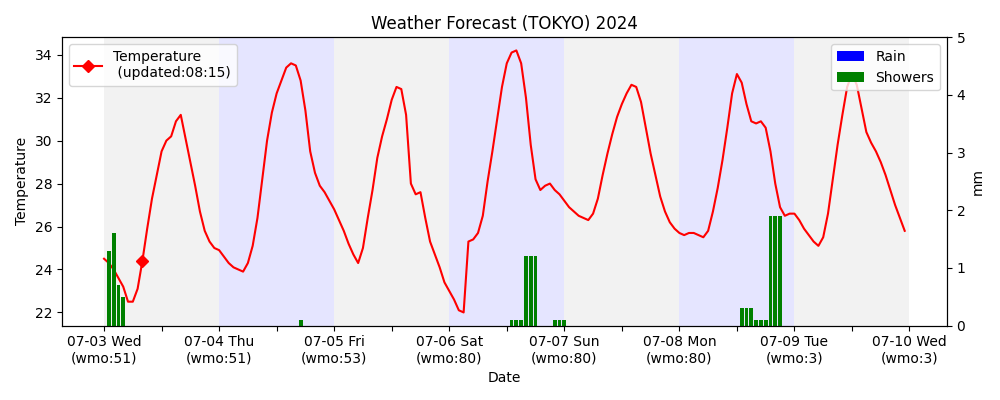 Weather Forecast (TOKYO) 2024
Temperature
(updated:08:15)
Rain
Showers
Temperature
34
32
30
28
26
24
22
5
4
3
2
1
0
mm
07-03 Wed
(wmo:51)
07-04 Thu
(wmo:51)
07-05 Fri
(wmo:53)
07-06 Sat
(wmo:80)
07-07 Sun
(wmo:80)
07-08 Mon
(wmo:80)
07-09 Tue
(wmo:3)
07-10 Wed
(wmo:3)
Date